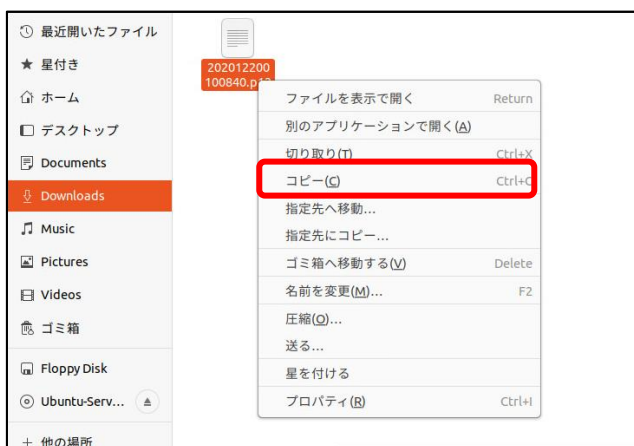 最近開いたファイル
星付き
ホーム
デスクトップ
Documents
Downloads
Music
Pictures
Videos
ゴミ箱
Floppy Disk
Ubuntu-Serv...
他の場所
202012200
100840.p12
ファイルを表示で開く Return
別のアプリケーションで開く(A)
切り取り(T) Ctrl+X
コピー(C) Ctrl+C
指定先へ移動...
指定先にコピー...
ゴミ箱へ移動する(V) Delete
名前を変更(M)... F2
圧縮(O)...
送る...
星を付ける
プロパティ(R) Ctrl+I